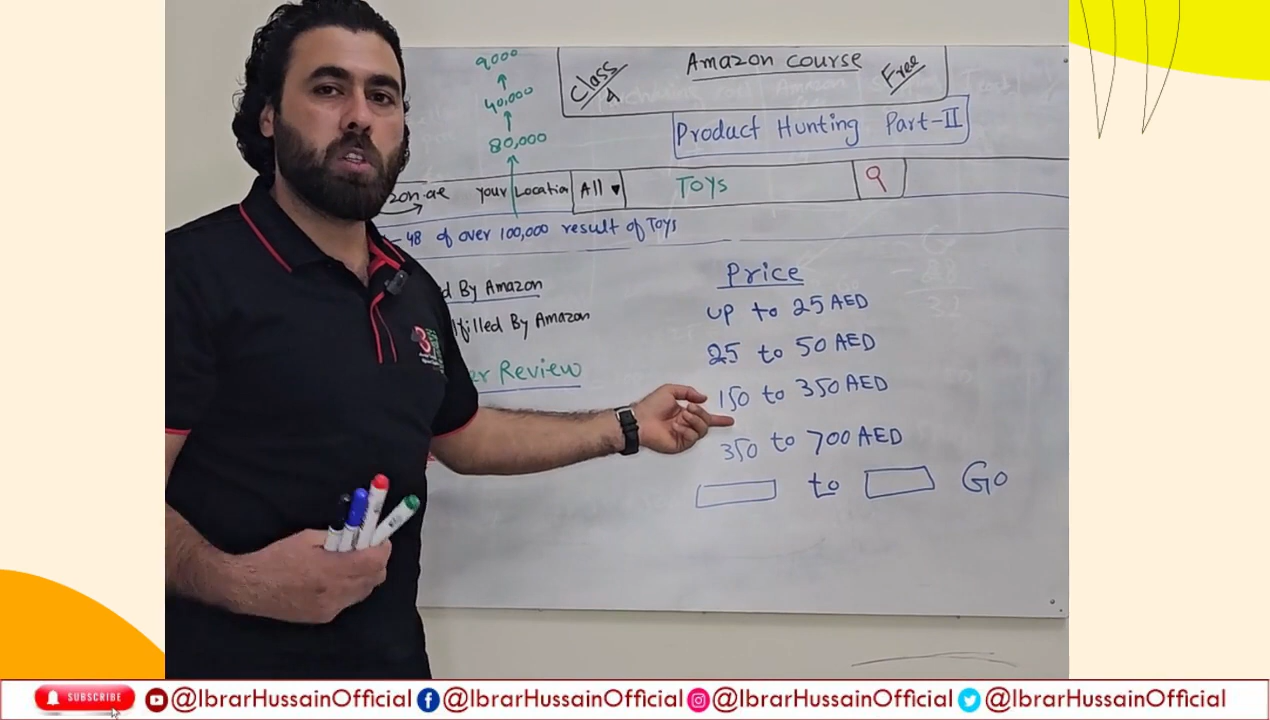 9000
40,000
80,000
Class
4
Amazon course
Free
Product Hunting Part-II
zon.ae your Location All ▾ TOYS
48 of over 100,000 result of Toys
d By Amazon
lfilled By Amazon
er Review
Price
up to 25 AED
25 to 50 AED
150 to 350 AED
350 to 700 AED
to Go
SUBSCRIBE @IbrarHussainOfficial @IbrarHussainOfficial @IbrarHussainOfficial @IbrarHussainOfficial